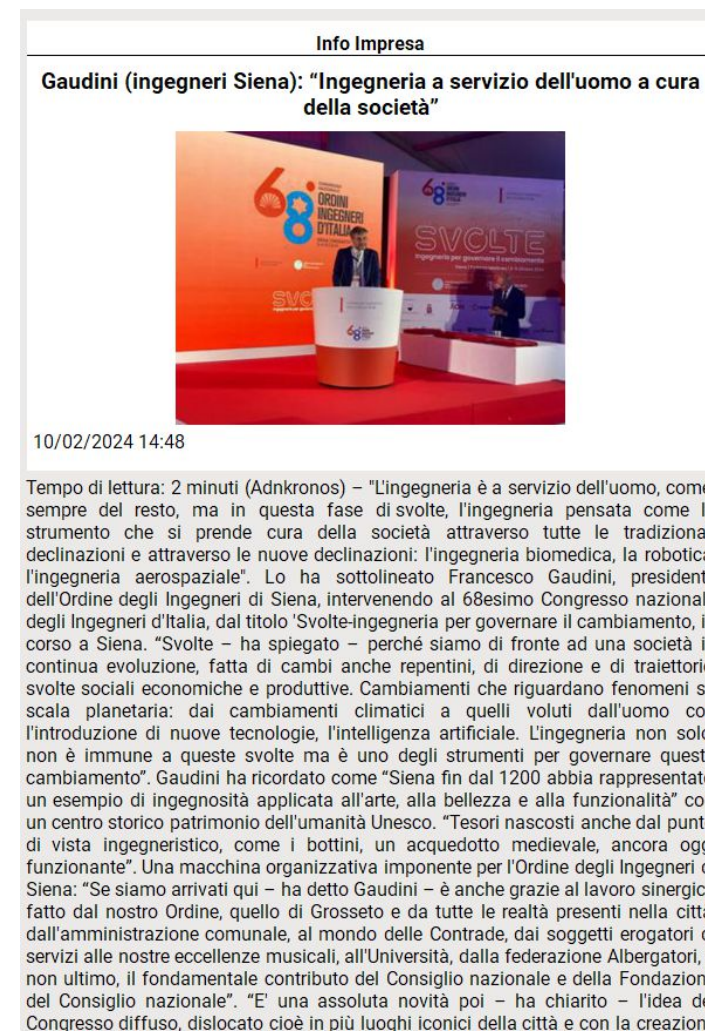 Info Impresa
Gaudini (ingegneri Siena): “Ingegneria a servizio dell'uomo a cura
della società”
68°
ORDINI
INGEGNERI
D'ITALIA
68°
SVOLTE
Ingegneria per governare il cambiamento
SVO
68°
10/02/2024 14:48
Tempo di lettura: 2 minuti (Adnkronos) – "L'ingegneria è a servizio dell'uomo, come
sempre del resto, ma in questa fase di svolte, l'ingegneria pensata come l
strumento che si prende cura della società attraverso tutte le tradiziona
declinazioni e attraverso le nuove declinazioni: l'ingegneria biomedica, la robotica
l'ingegneria aerospaziale". Lo ha sottolineato Francesco Gaudini, president
dell'Ordine degli Ingegneri di Siena, intervenendo al 68esimo Congresso nazional
degli Ingegneri d'Italia, dal titolo 'Svolte-ingegneria per governare il cambiamento, i
corso a Siena. “Svolte – ha spiegato – perché siamo di fronte ad una società i
continua evoluzione, fatta di cambi anche repentini, di direzione e di traiettorie
svolte sociali economiche e produttive. Cambiamenti che riguardano fenomeni s
scala planetaria: dai cambiamenti climatici a quelli voluti dall'uomo co
l'introduzione di nuove tecnologie, l'intelligenza artificiale. L'ingegneria non solo
non è immune a queste svolte ma è uno degli strumenti per governare quest
cambiamento”. Gaudini ha ricordato come “Siena fin dal 1200 abbia rappresentato
un esempio di ingegnosità applicata all'arte, alla bellezza e alla funzionalità” co
un centro storico patrimonio dell'umanità Unesco. “Tesori nascosti anche dal punt
di vista ingegneristico, come i bottini, un acquedotto medievale, ancora ogg
funzionante”. Una macchina organizzativa imponente per l'Ordine degli Ingegneri d
Siena: “Se siamo arrivati qui – ha detto Gaudini – è anche grazie al lavoro sinergic
fatto dal nostro Ordine, quello di Grosseto e da tutte le realtà presenti nella città
dall'amministrazione comunale, al mondo delle Contrade, dai soggetti erogatori d
servizi alle nostre eccellenze musicali, all'Università, dalla federazione Albergatori,
non ultimo, il fondamentale contributo del Consiglio nazionale e della Fondazion
del Consiglio nazionale”. “E' una assoluta novità poi – ha chiarito – l'idea de
Congresso diffuso, dislocato cioè in più luoghi iconici della città e con la creazion